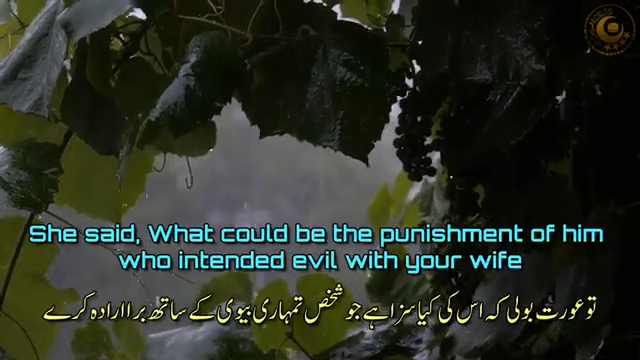 She said, What could be the punishment of him
who intended evil with your wife
تو عورت بولی کہ اس کی کیا سزا ہے جو شخص تمہاری بیوی کے ساتھ برا ارادہ کرے